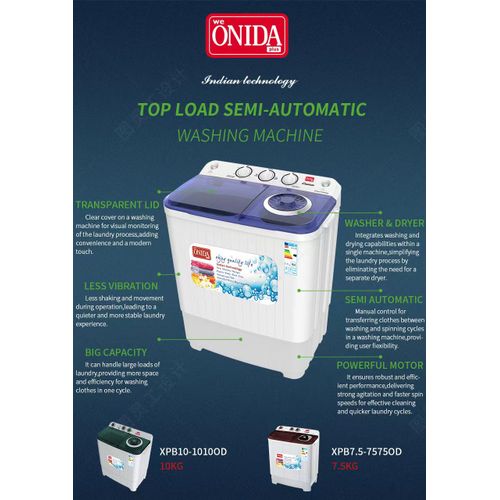 we
ONIDA
plus
Indian technology
TOP LOAD SEMI-AUTOMATIC
WASHING MACHINE
TRANSPARENT LID
Clear cover on a washing
machine for visual monitoring
of the laundry process,adding
convenience and a modern
touch.
LESS VIBRATION
Less shaking and movement
during operation,leading to a
quieter and more stable laundry
experience.
BIG CAPACITY
It can handle large loads of
laundry,providing more space
and efficiency for washing
clothes in one cycle.
WASHER & DRYER
Integrates washing and
drying capabilities within a
single machine,simplifying
the laundry process by
eliminating the need for a
separate dryer.
SEMI AUTOMATIC
Manual control for
transferring clothes between
washing and spinning cycles
in a washing machine,provi-
ding user flexibility.
POWERFUL MOTOR
It ensures robust and effic-
ient performance,delivering
strong agitation and faster spin
speeds for effective cleaning
and quicker laundry cycles.
ONIDA
enjoy quality life!
XPB10-1010OD
10KG
XPB7.5-7575OD
7.5KG